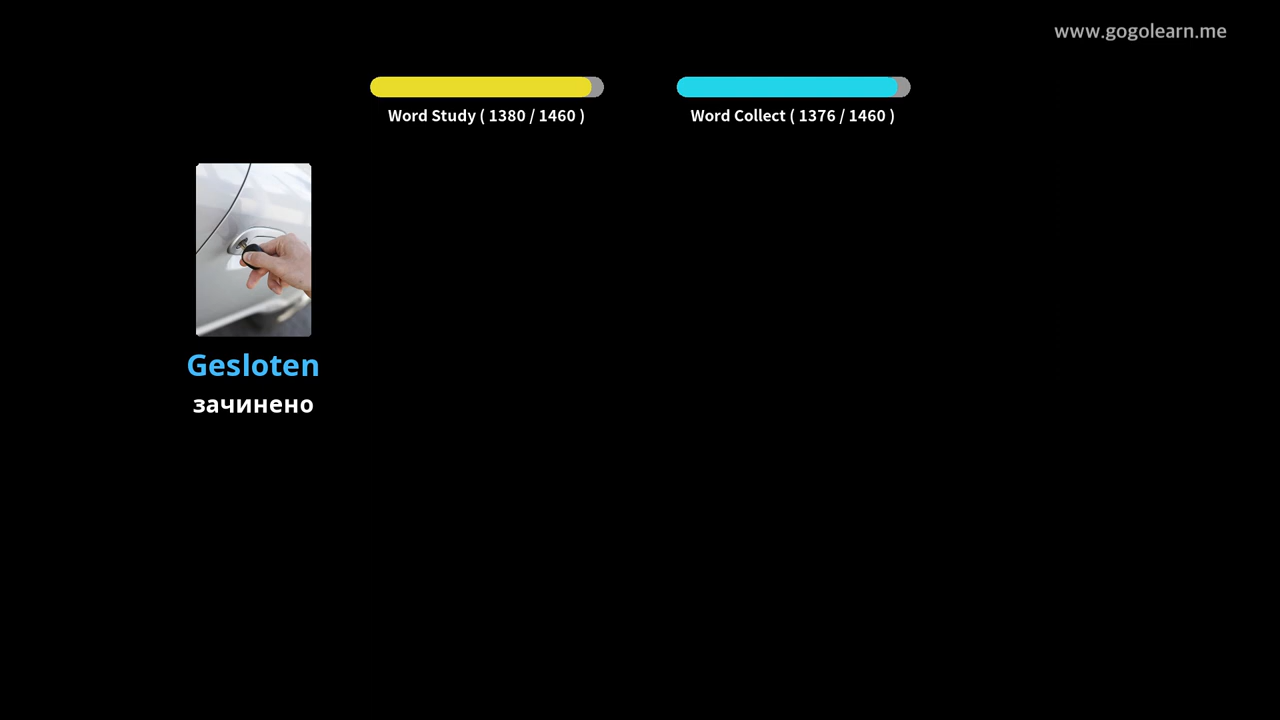 www.gogolearn.me
Word Study ( 1380 / 1460 )
Word Collect ( 1376 / 1460 )
Gesloten
зачинено